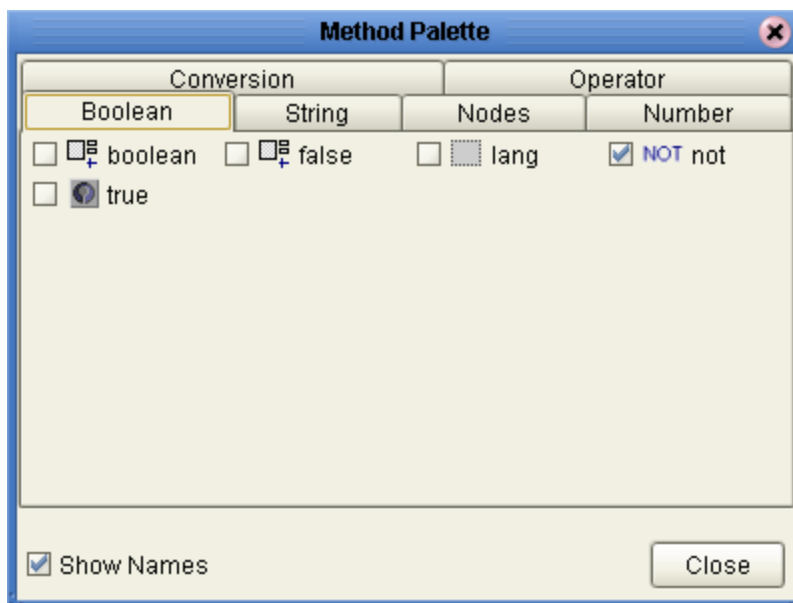 Method Palette
Conversion Operator
Boolean String Nodes Number
boolean false lang NOT not
true
Show Names Close